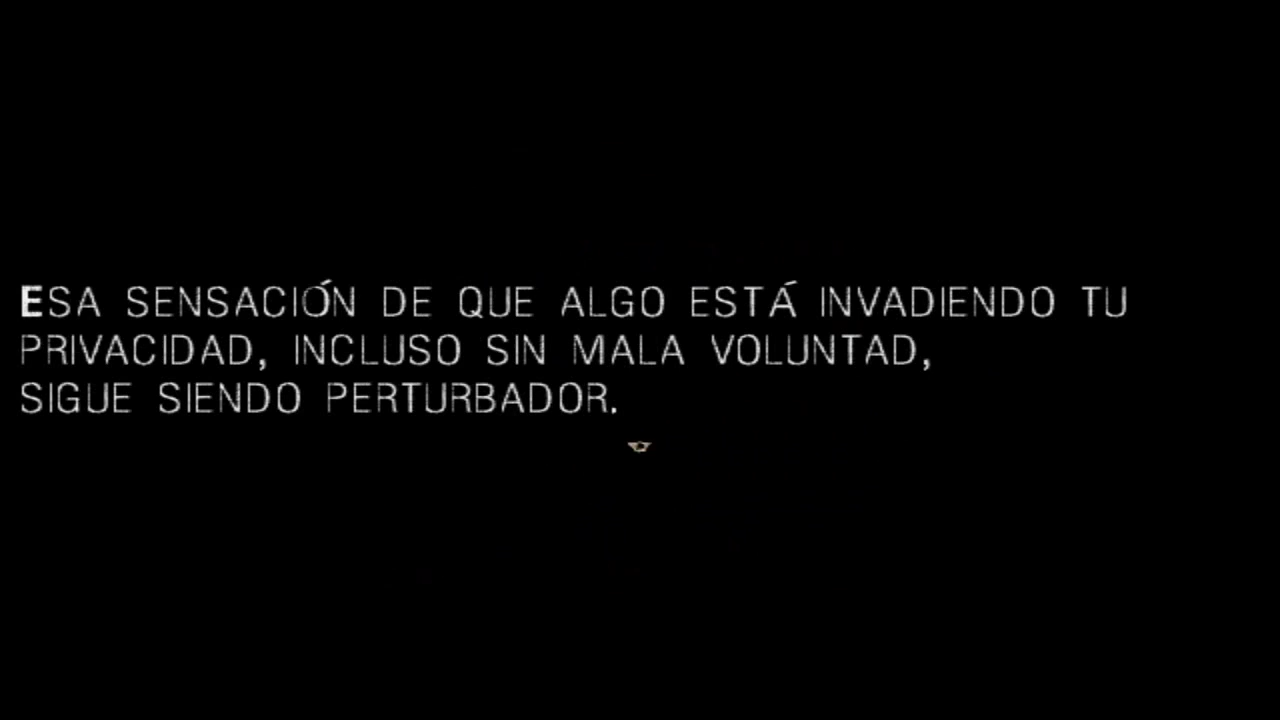 ESA SENSACIÓN DE QUE ALGO ESTÁ INVADIENDO TU
PRIVACIDAD, INCLUSO SIN MALA VOLUNTAD,
SIGUE SIENDO PERTURBADOR.